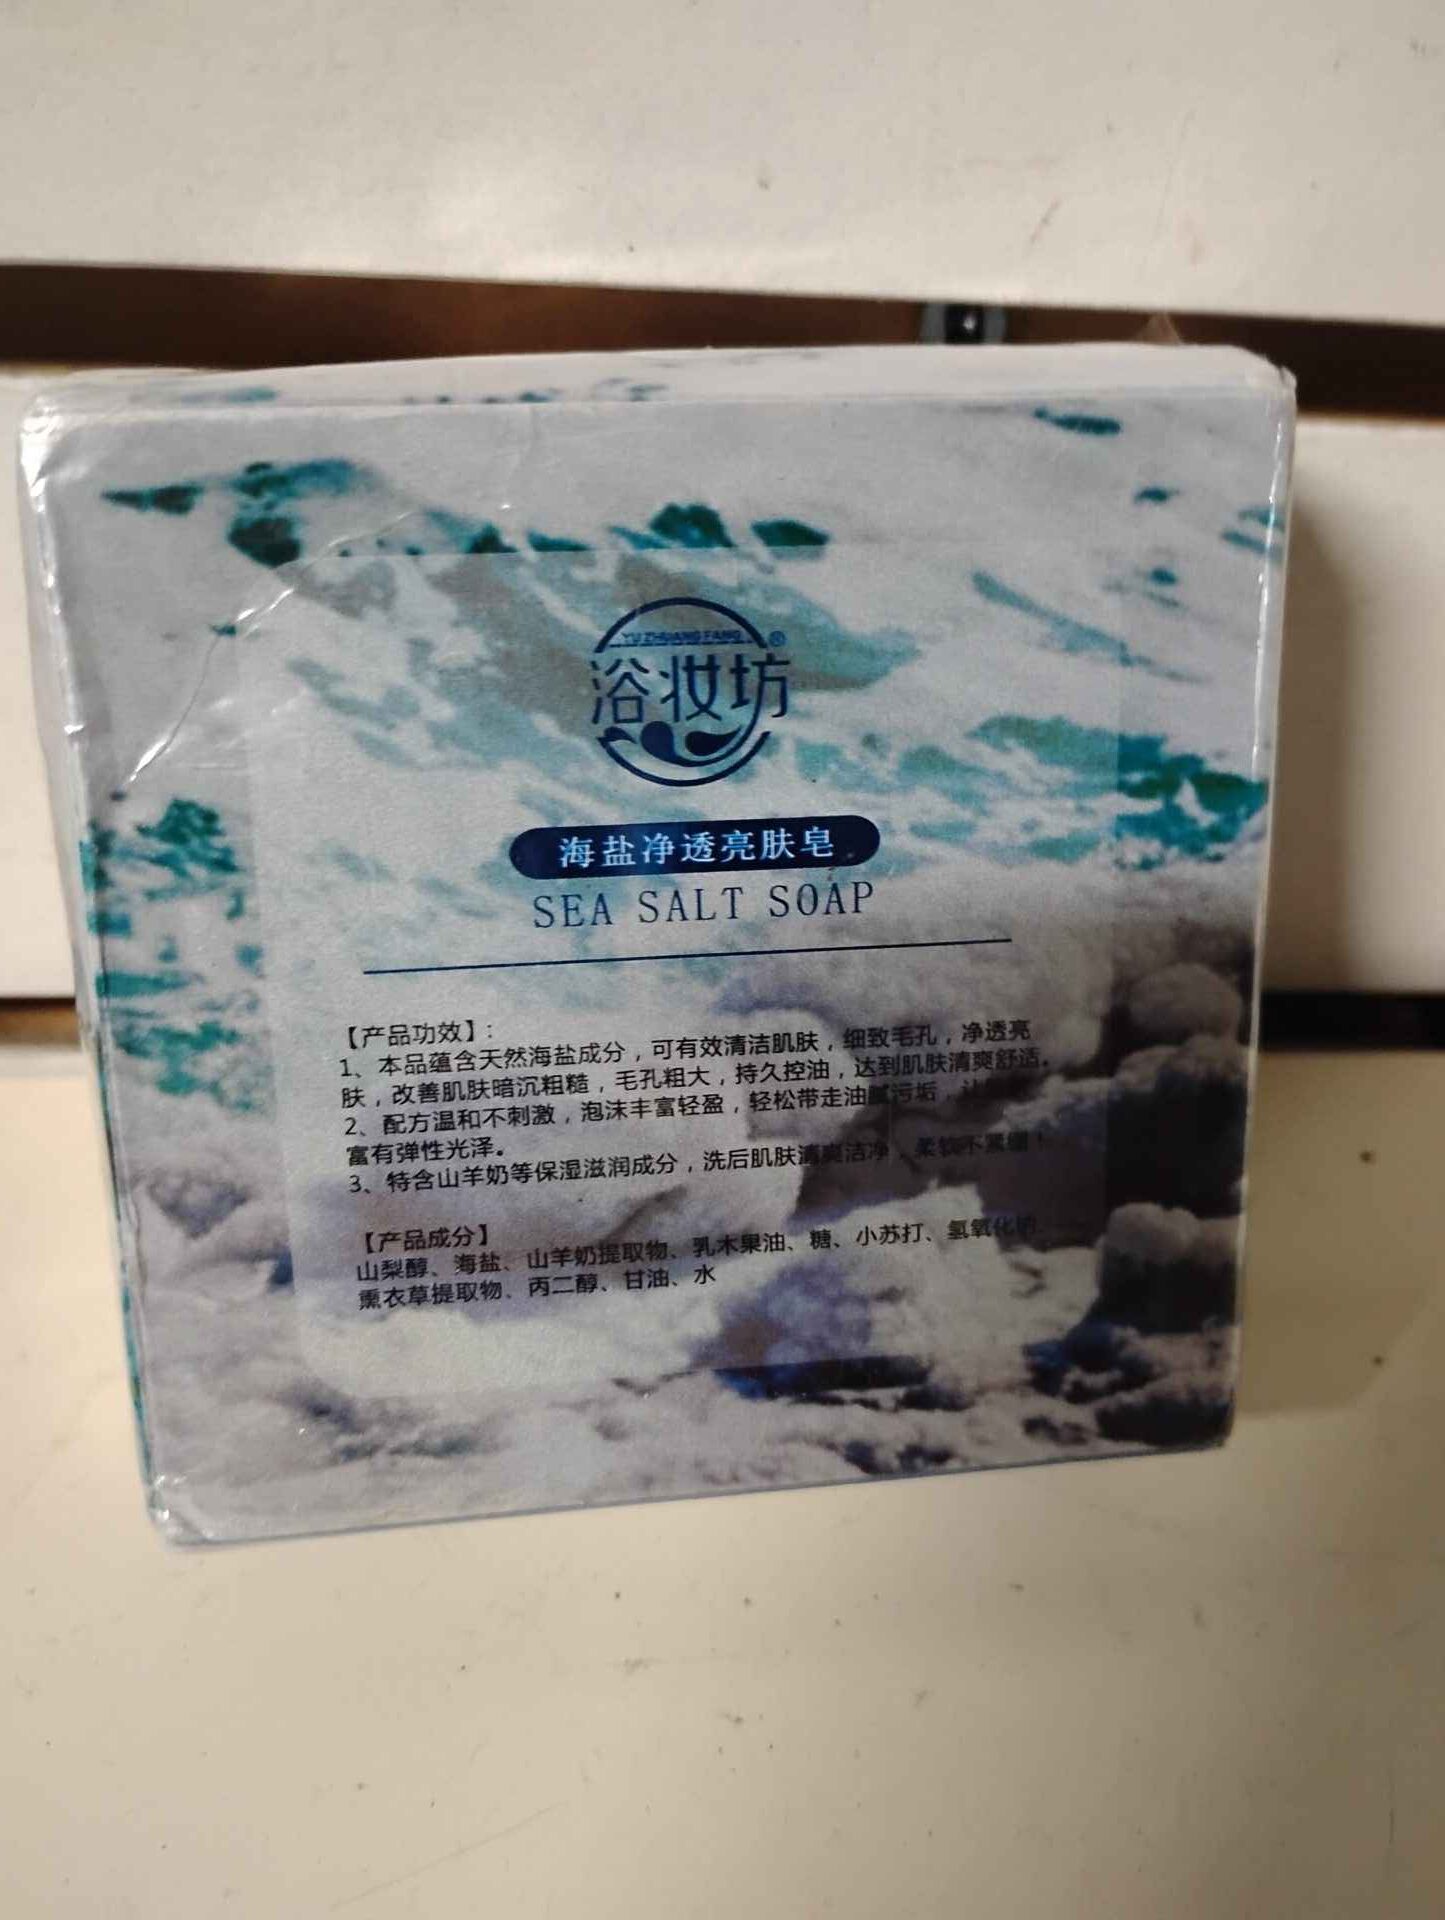 YU ZHUANG FANG ®
浴妆坊
海盐净透亮肤皂
SEA SALT SOAP
【产品功效】:
1、本品蕴含天然海盐成分，可有效清洁肌肤，细致毛孔，净透亮
肤，改善肌肤暗沉粗糙，毛孔粗大，持久控油，达到肌肤清爽舒适。
2、配方温和不刺激，泡沫丰富轻盈，轻松带走油腻污垢，让
富有弹性光泽。
3、特含山羊奶等保湿滋润成分，洗后肌肤清爽洁净，柔软不紧绷！
【产品成分】
山梨醇、海盐、山羊奶提取物、乳木果油、糖、小苏打、氢氧化钠、
熏衣草提取物、丙二醇、甘油、水